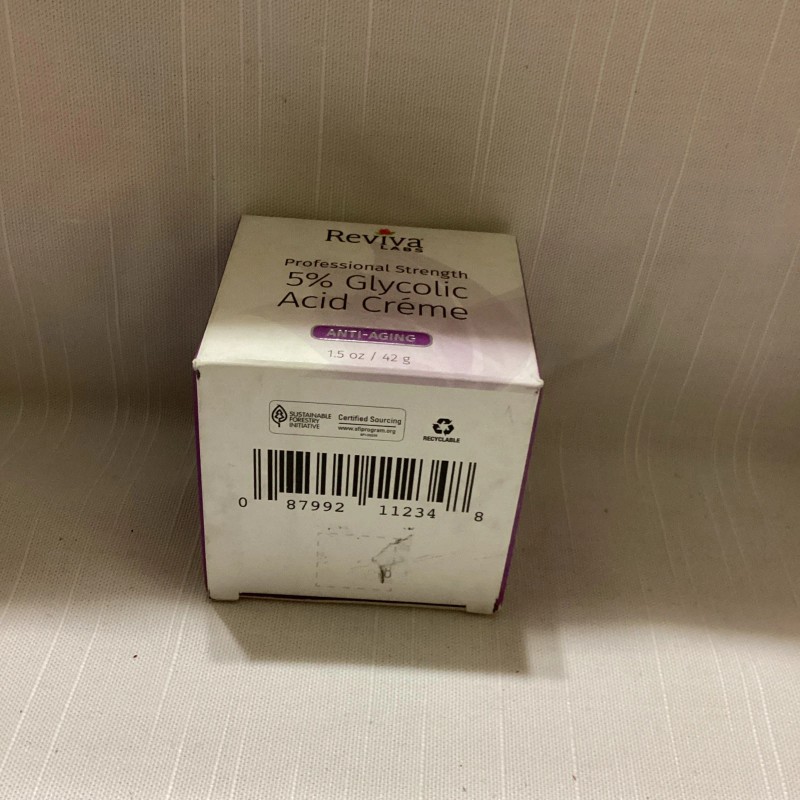 Reviva
LABS
Professional Strength
5% Glycolic
Acid Créme
ANTI-AGING
1.5 oz / 42 g
SUSTAINABLE
FORESTRY
INITIATIVE
Certified Sourcing
www.sfiprogram.org
RECYCLABLE
0 87992 11234 8